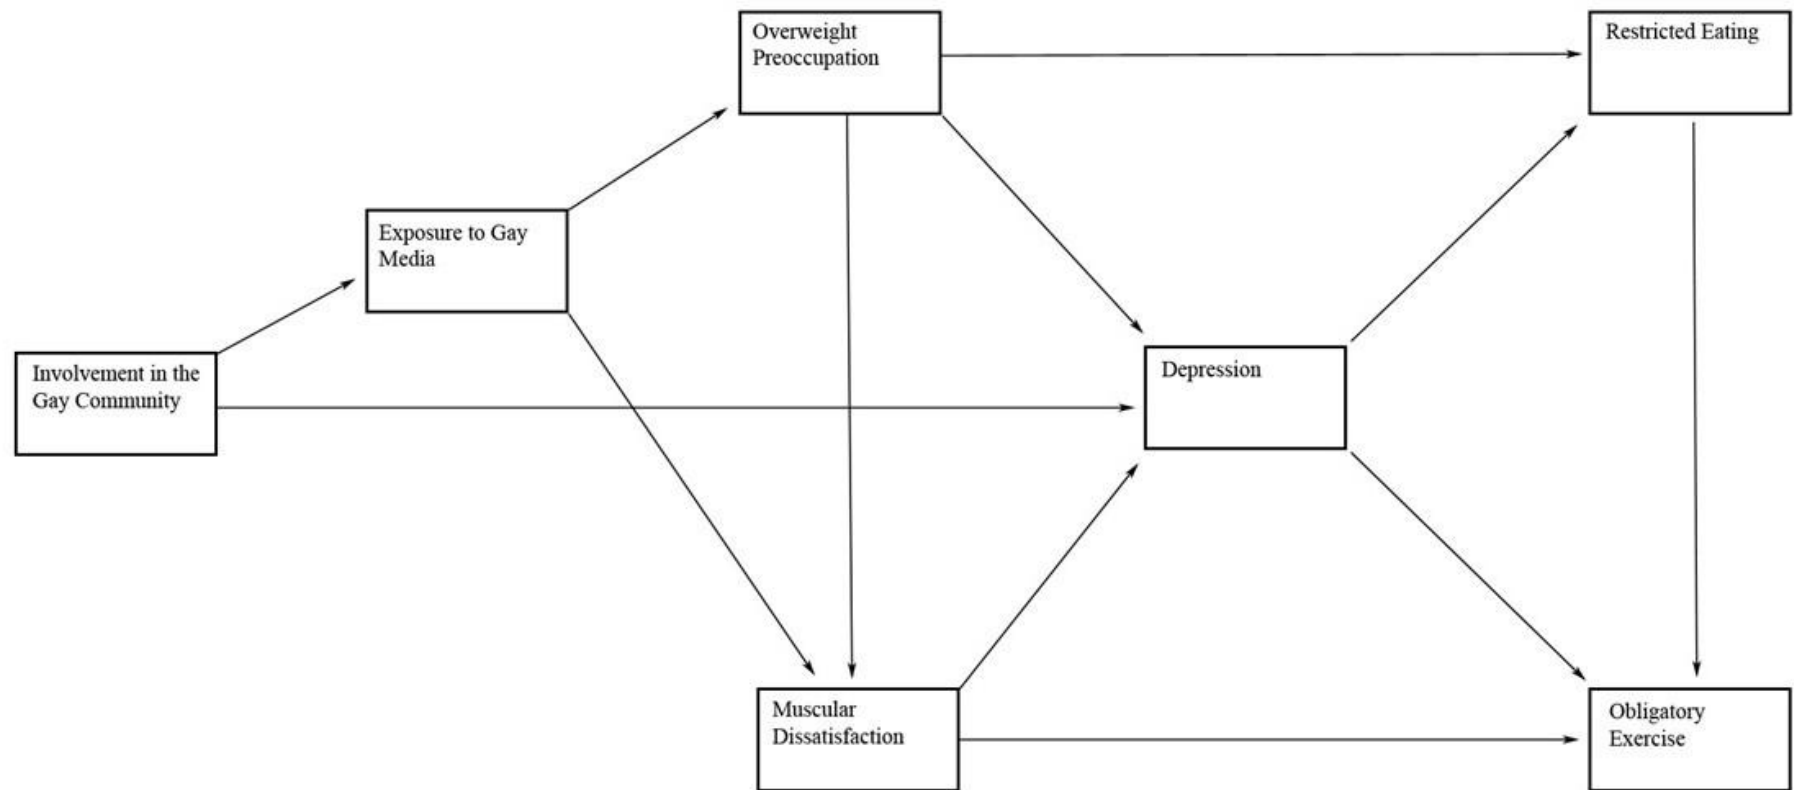 Overweight
Preoccupation
Restricted Eating
Exposure to Gay
Media
Involvement in the
Gay Community
Depression
Muscular
Dissatisfaction
Obligatory
Exercise